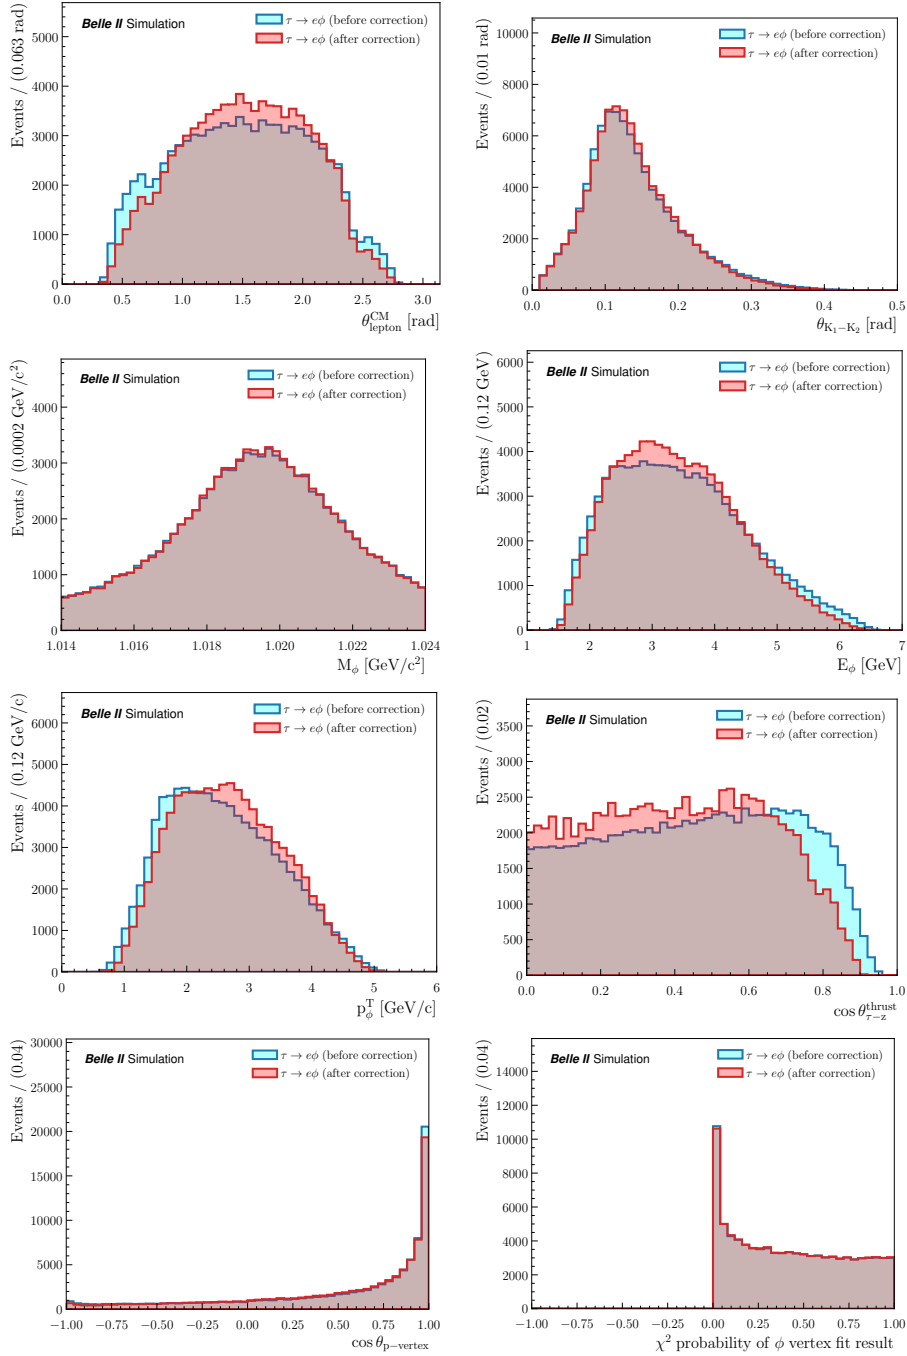 Belle II Simulation
τ → eϕ (before correction)
τ → eϕ (after correction)
Events / (0.063 rad)
5000
4000
3000
2000
1000
0
0.0 0.5 1.0 1.5 2.0 2.5 3.0
θ^CM_lepton [rad]
Belle II Simulation
τ → eϕ (before correction)
τ → eϕ (after correction)
Events / (0.01 rad)
10000
8000
6000
4000
2000
0
0.0 0.1 0.2 0.3 0.4 0.5
θ_K₁−K₂ [rad]
Belle II Simulation
τ → eϕ (before correction)
τ → eϕ (after correction)
Events / (0.0002 GeV/c²)
4000
3000
2000
1000
0
1.014 1.016 1.018 1.020 1.022 1.024
M_ϕ [GeV/c²]
Belle II Simulation
τ → eϕ (before correction)
τ → eϕ (after correction)
Events / (0.12 GeV)
6000
5000
4000
3000
2000
1000
0
1 2 3 4 5 6 7
E_ϕ [GeV]
Belle II Simulation
τ → eϕ (before correction)
τ → eϕ (after correction)
Events / (0.12 GeV/c)
6000
5000
4000
3000
2000
1000
0
0 1 2 3 4 5 6
p^T_ϕ [GeV/c]
Belle II Simulation
τ → eϕ (before correction)
τ → eϕ (after correction)
Events / (0.02)
3500
3000
2500
2000
1500
1000
500
0
0.0 0.2 0.4 0.6 0.8 1.0
cos θ^thrust_τ−z
Belle II Simulation
τ → eϕ (before correction)
τ → eϕ (after correction)
Events / (0.04)
30000
25000
20000
15000
10000
5000
0
−1.00 −0.75 −0.50 −0.25 0.00 0.25 0.50 0.75 1.00
cos θ_p−vertex
Belle II Simulation
τ → eϕ (before correction)
τ → eϕ (after correction)
Events / (0.04)
14000
12000
10000
8000
6000
4000
2000
0
−1.00 −0.75 −0.50 −0.25 0.00 0.25 0.50 0.75 1.00
χ² probability of ϕ vertex fit result